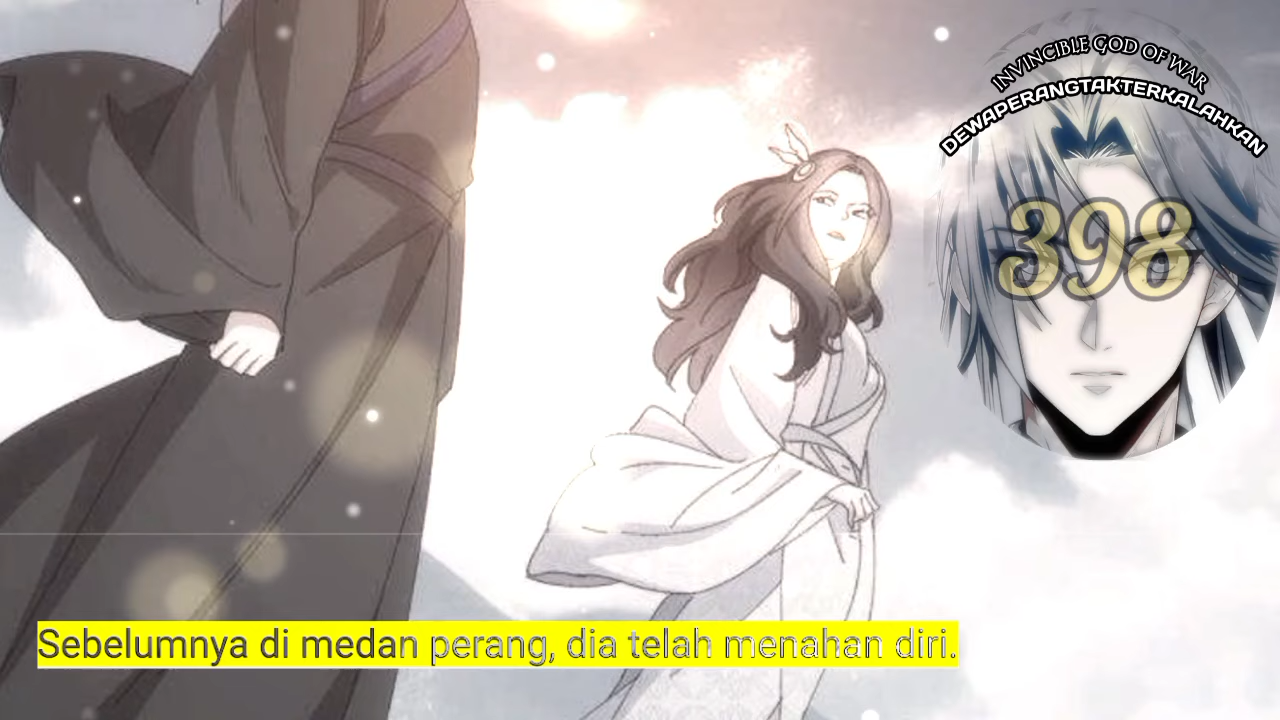 INVINCIBLE GOD OF WAR
DEWAPERANGTAKTERKALAHKAN
398
Sebelumnya di medan perang, dia telah menahan diri.